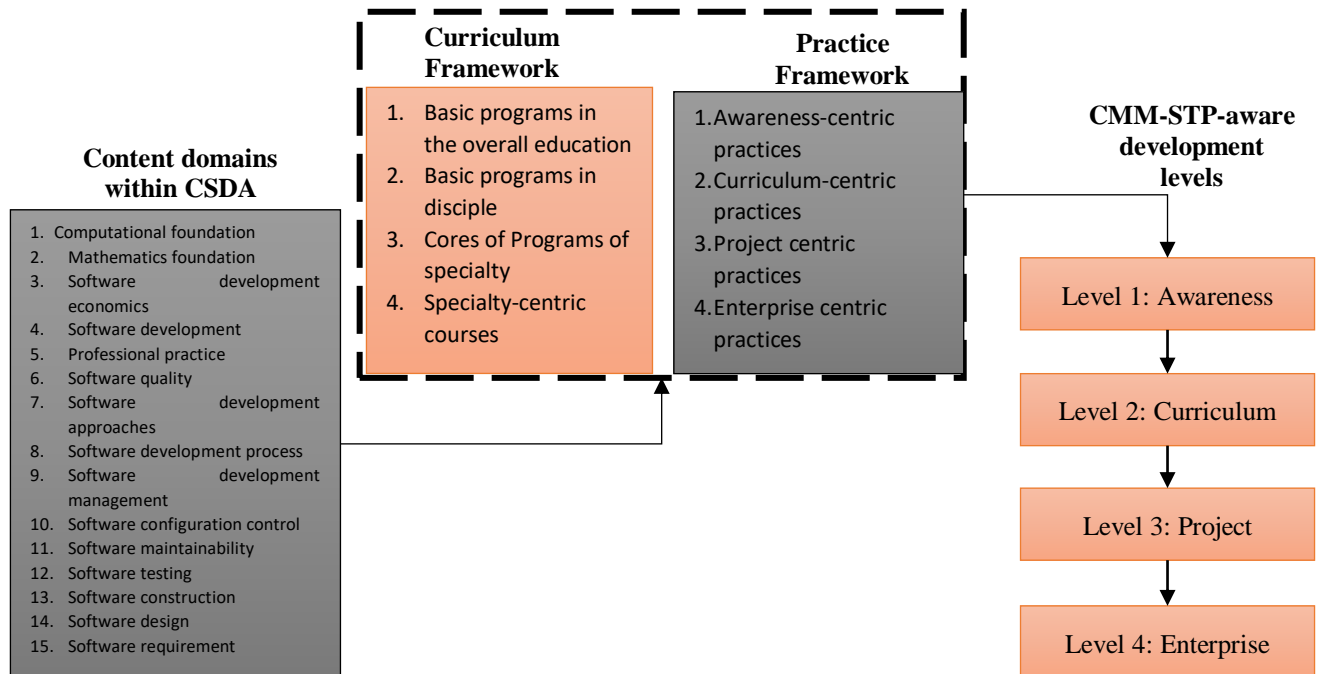 Content domains
within CSDA
1. Computational foundation
2. Mathematics foundation
3. Software development
economics
4. Software development
5. Professional practice
6. Software quality
7. Software development
approaches
8. Software development process
9. Software development
management
10. Software configuration control
11. Software maintainability
12. Software testing
13. Software construction
14. Software design
15. Software requirement
Curriculum
Framework
1. Basic programs in
the overall education
2. Basic programs in
disciple
3. Cores of Programs of
specialty
4. Specialty-centric
courses
Practice
Framework
1.Awareness-centric
practices
2.Curriculum-centric
practices
3.Project centric
practices
4.Enterprise centric
practices
CMM-STP-aware
development
levels
Level 1: Awareness
Level 2: Curriculum
Level 3: Project
Level 4: Enterprise